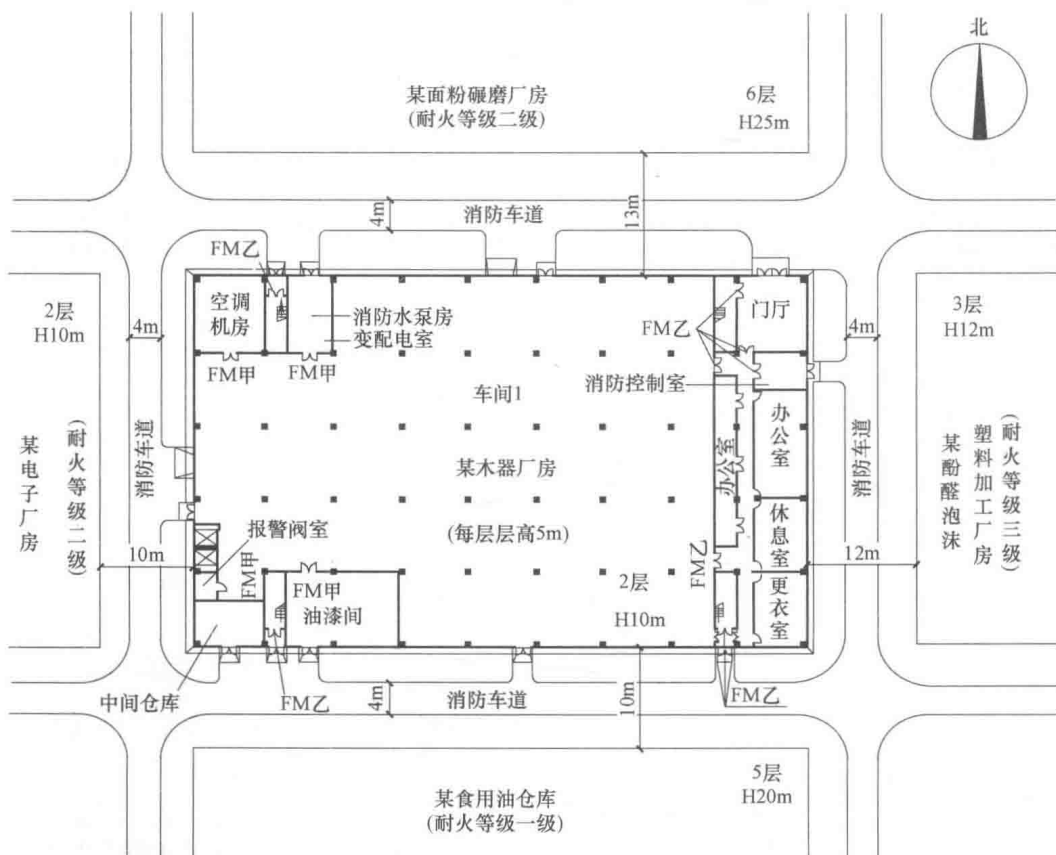 北
某面粉碾磨厂房
(耐火等级二级)
6层
H25m
4m
消防车道
13m
FM乙
2层
H10m
4m
空调
机房
消防水泵房
变配电室
FM甲
FM甲
FM乙
门厅
消防控制室
4m
3层
H12m
车间1
某木器厂房
(每层层高5m)
办公室
办公室
休息室
更衣室
消防车道
某电子厂房
(耐火等级二级)
10m
报警阀室
FM甲
FM甲
油漆间
FM乙
2层
H10m
消防车道
某酚醛泡沫
塑料加工厂房
(耐火等级三级)
12m
中间仓库
FM乙
4m
消防车道
10m
FM乙
某食用油仓库
(耐火等级一级)
5层
H20m